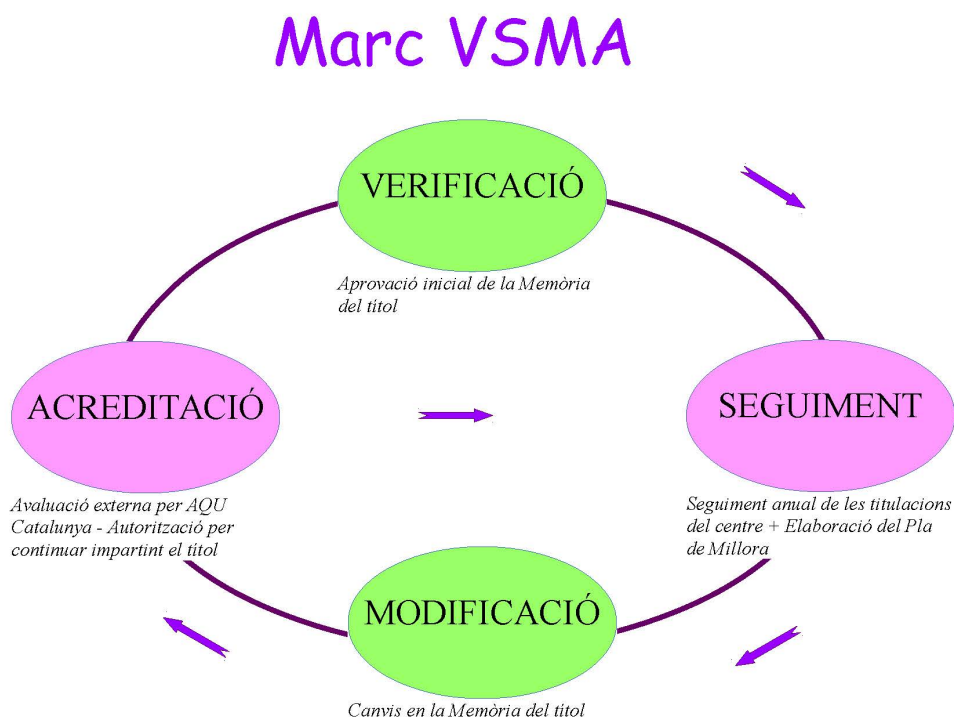 Marc VSMA
VERIFICACIÓ
Aprovació inicial de la Memòria
del títol
ACREDITACIÓ
Avaluació externa per AQU
Catalunya - Autorització per
continuar impartint el títol
SEGUIMENT
Seguiment anual de les titulacions
del centre + Elaboració del Pla
de Millora
MODIFICACIÓ
Canvis en la Memòria del títol